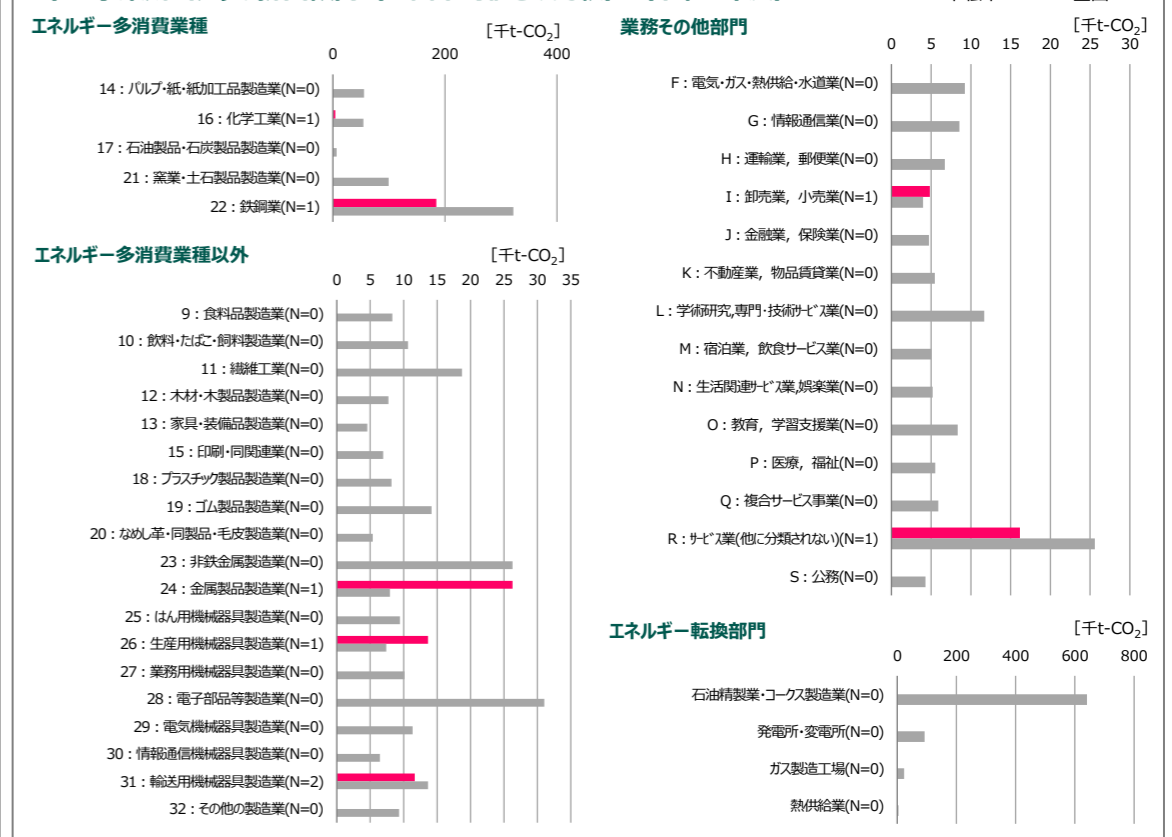 エネルギー多消費業種
[千t-CO₂]
0 200 400
14：パルプ・紙・紙加工品製造業(N=0)
16：化学工業(N=1)
17：石油製品・石炭製品製造業(N=0)
21：窯業・土石製品製造業(N=0)
22：鉄鋼業(N=1)
エネルギー多消費業種以外
[千t-CO₂]
0 5 10 15 20 25 30 35
9：食料品製造業(N=0)
10：飲料・たばこ・飼料製造業(N=0)
11：繊維工業(N=0)
12：木材・木製品製造業(N=0)
13：家具・装備品製造業(N=0)
15：印刷・同関連業(N=0)
18：プラスチック製品製造業(N=0)
19：ゴム製品製造業(N=0)
20：なめし革・同製品・毛皮製造業(N=0)
23：非鉄金属製造業(N=0)
24：金属製品製造業(N=1)
25：はん用機械器具製造業(N=0)
26：生産用機械器具製造業(N=1)
27：業務用機械器具製造業(N=0)
28：電子部品等製造業(N=0)
29：電気機械器具製造業(N=0)
30：情報通信機械器具製造業(N=0)
31：輸送用機械器具製造業(N=2)
32：その他の製造業(N=0)
業務その他部門
[千t-CO₂]
0 5 10 15 20 25 30
F：電気・ガス・熱供給・水道業(N=0)
G：情報通信業(N=0)
H：運輸業，郵便業(N=0)
I：卸売業，小売業(N=1)
J：金融業，保険業(N=0)
K：不動産業，物品賃貸業(N=0)
L：学術研究,専門・技術サービス業(N=0)
M：宿泊業，飲食サービス業(N=0)
N：生活関連サービス業,娯楽業(N=0)
O：教育，学習支援業(N=0)
P：医療，福祉(N=0)
Q：複合サービス事業(N=0)
R：サービス業(他に分類されない)(N=1)
S：公務(N=0)
エネルギー転換部門
[千t-CO₂]
0 200 400 600 800
石油精製業・コークス製造業(N=0)
発電所・変電所(N=0)
ガス製造工場(N=0)
熱供給業(N=0)